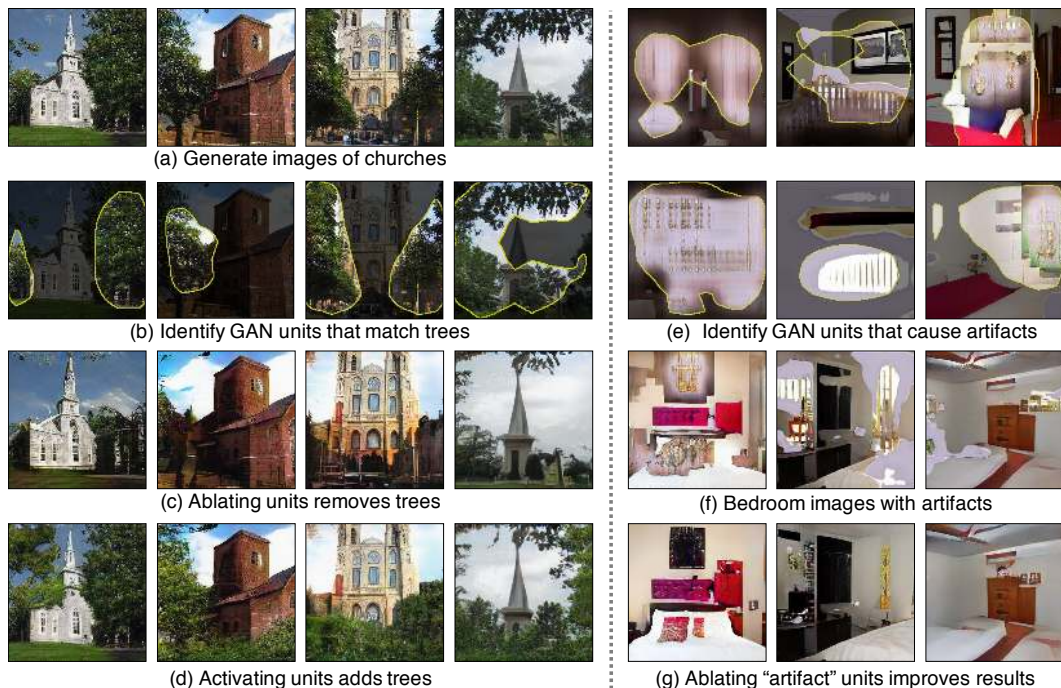 (a) Generate images of churches
(b) Identify GAN units that match trees
(c) Ablating units removes trees
(d) Activating units adds trees
(e) Identify GAN units that cause artifacts
(f) Bedroom images with artifacts
(g) Ablating “artifact” units improves results